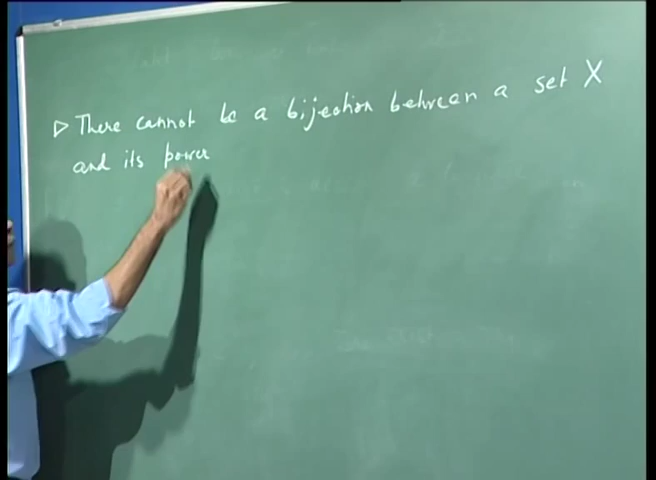 ▷ There cannot be a bijection between a set X
and its power